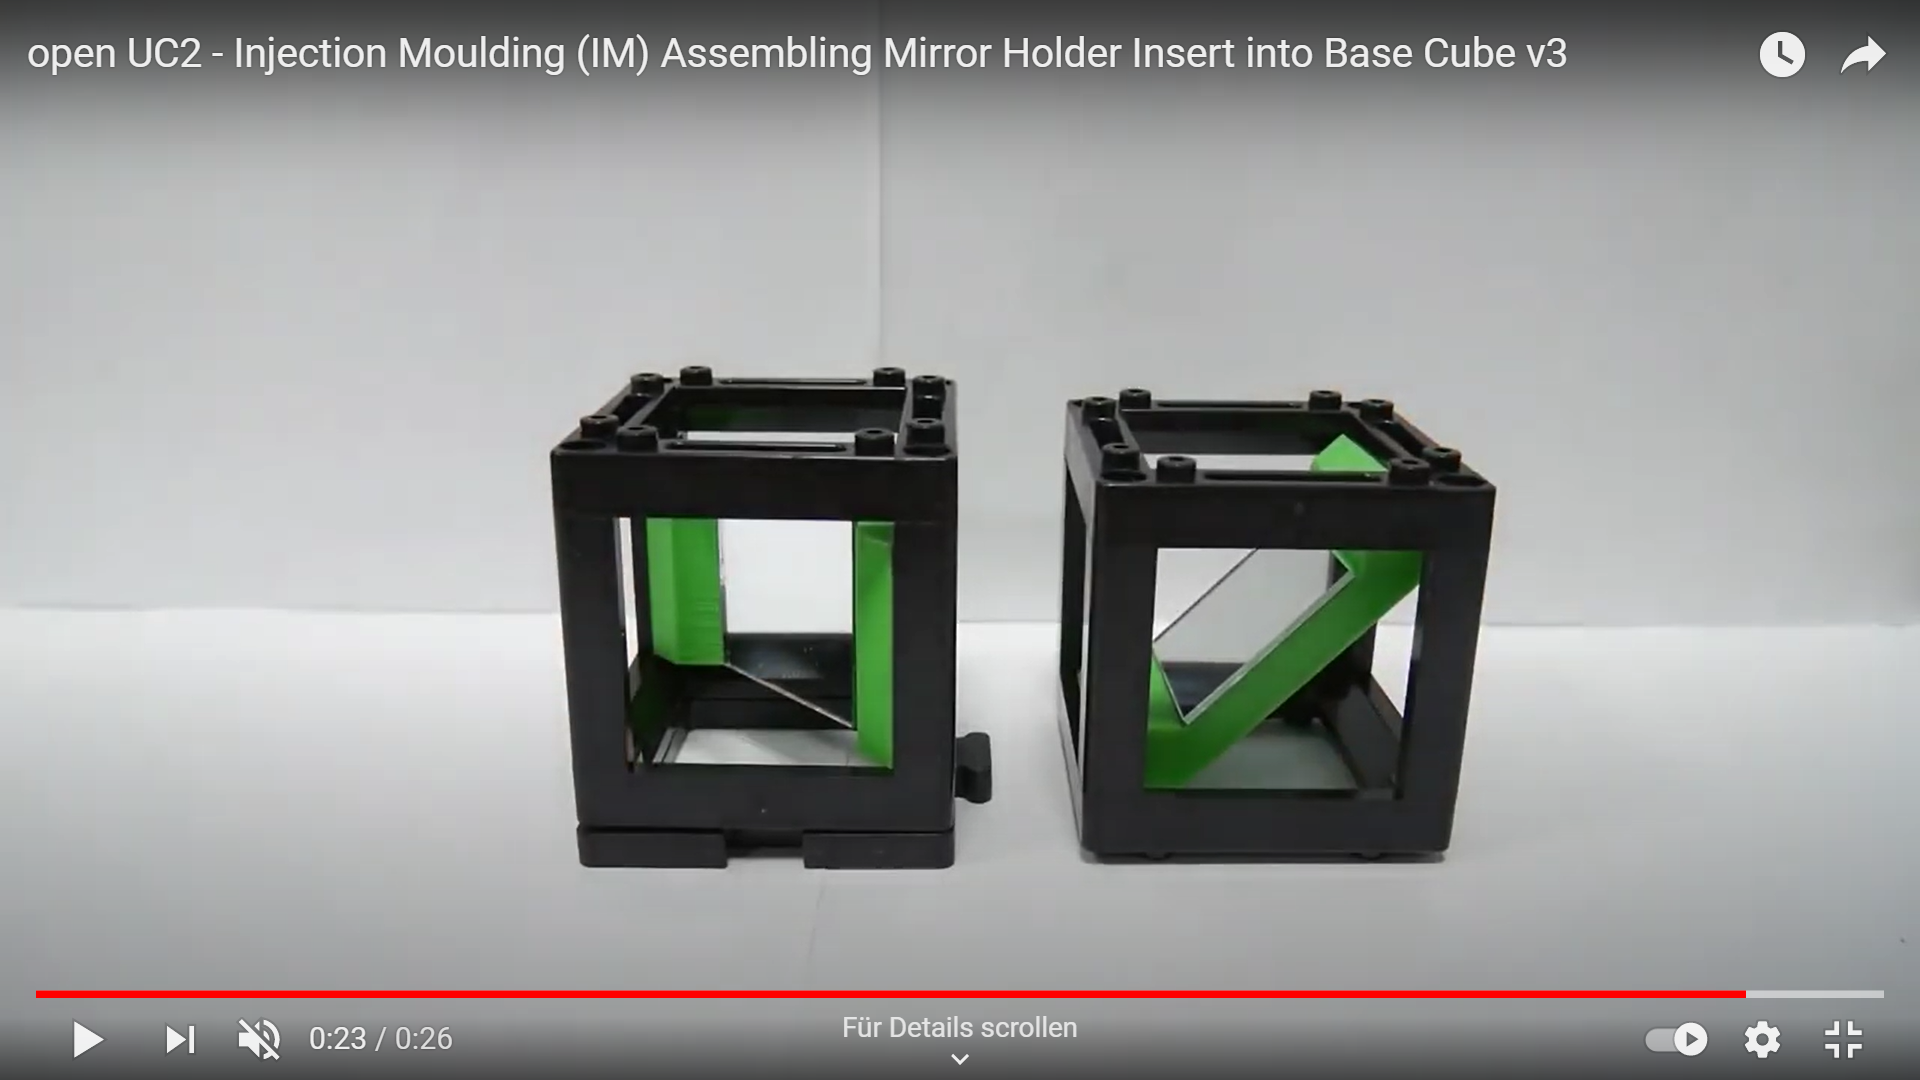 open UC2 - Injection Moulding (IM) Assembling Mirror Holder Insert into Base Cube v3
Für Details scrollen
0:23 / 0:26